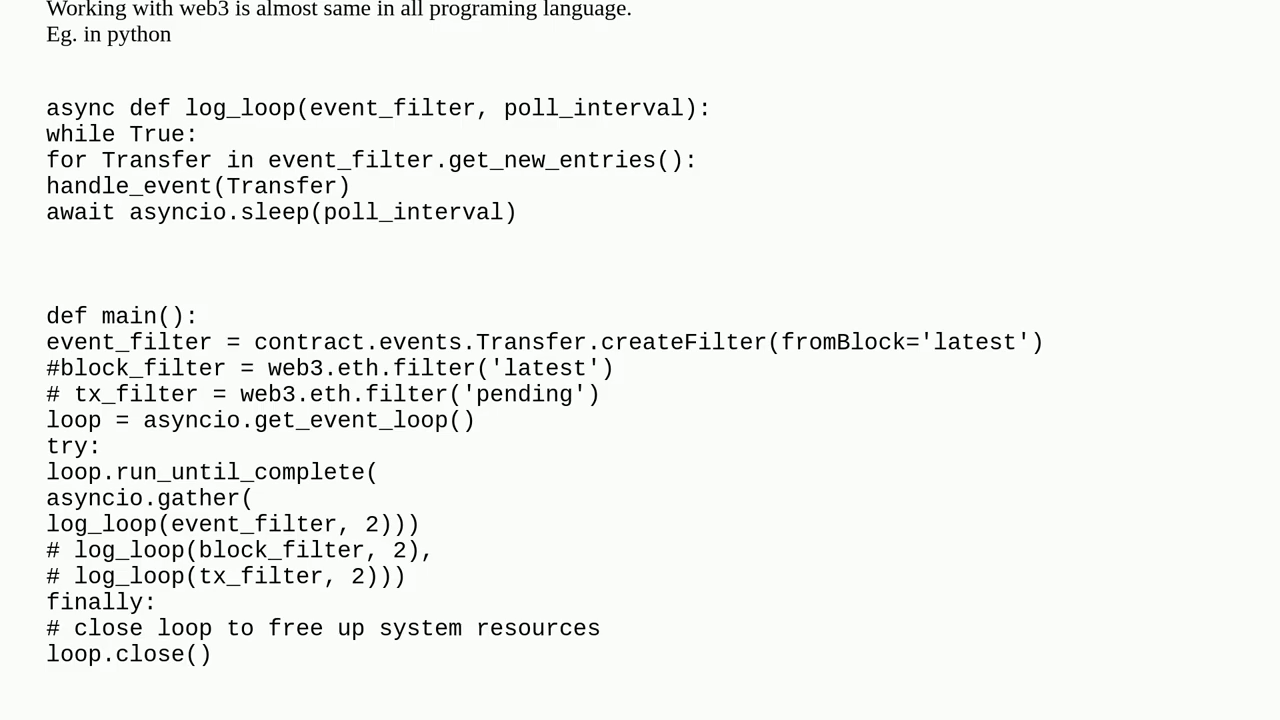 Working with web3 is almost same in all programing language.
Eg. in python
async def log_loop(event_filter, poll_interval):
while True:
for Transfer in event_filter.get_new_entries():
handle_event(Transfer)
await asyncio.sleep(poll_interval)
def main():
event_filter = contract.events.Transfer.createFilter(fromBlock='latest')
#block_filter = web3.eth.filter('latest')
# tx_filter = web3.eth.filter('pending')
loop = asyncio.get_event_loop()
try:
loop.run_until_complete(
asyncio.gather(
log_loop(event_filter, 2)))
# log_loop(block_filter, 2),
# log_loop(tx_filter, 2)))
finally:
# close loop to free up system resources
loop.close()